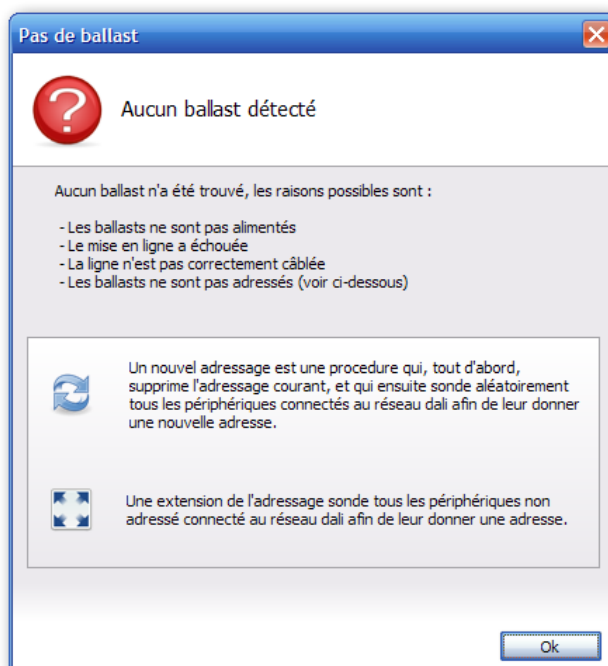 Pas de ballast
Aucun ballast détecté
Aucun ballast n'a été trouvé, les raisons possibles sont :
- Les ballasts ne sont pas alimentés
- Le mise en ligne a échouée
- La ligne n'est pas correctement câblée
- Les ballasts ne sont pas adressés (voir ci-dessous)
Un nouvel adressage est une procedure qui, tout d'abord,
supprime l'adressage courant, et qui ensuite sonde aléatoirement
tous les périphériques connectés au réseau dali afin de leur donner
une nouvelle adresse.
Une extension de l'adressage sonde tous les périphériques non
adressé connecté au réseau dali afin de leur donner une adresse.
Ok